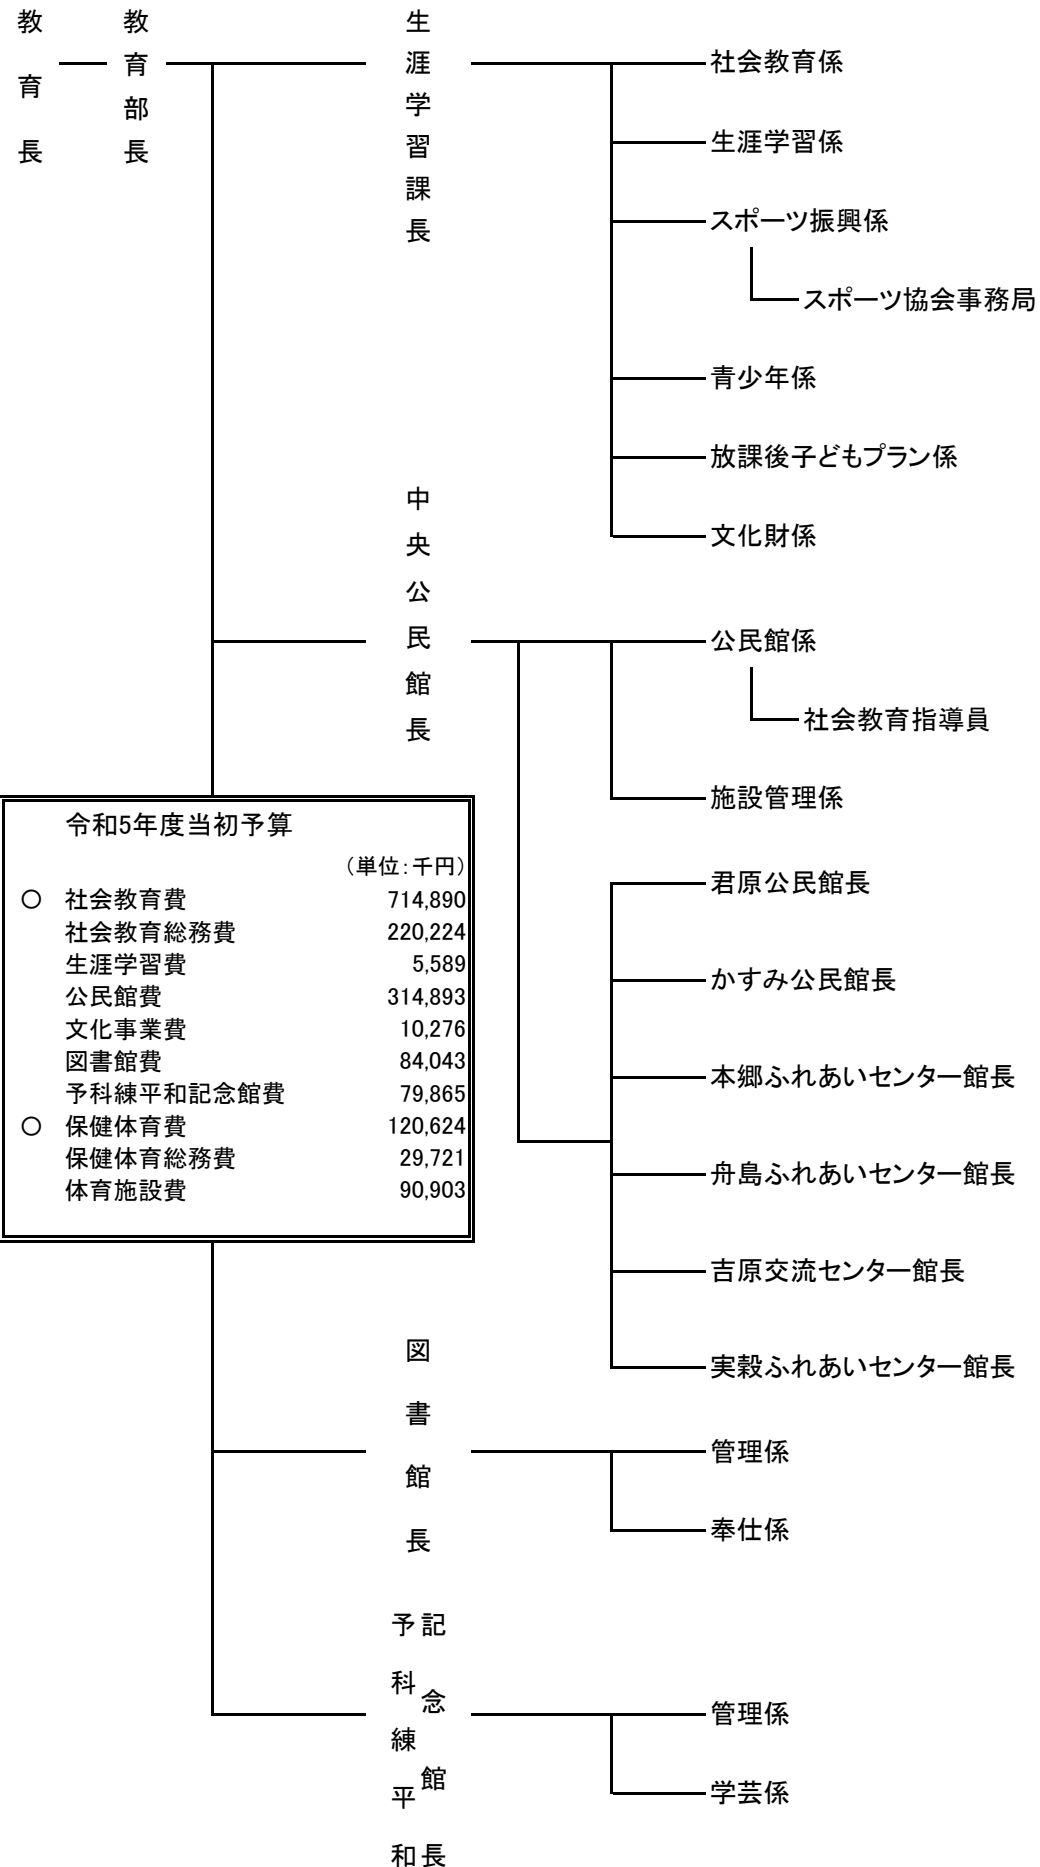 教育長
教育部長
生涯学習課長
社会教育係
生涯学習係
スポーツ振興係
スポーツ協会事務局
青少年係
放課後子どもプラン係
文化財係
中央公民館長
公民館係
社会教育指導員
施設管理係
君原公民館長
かすみ公民館長
本郷ふれあいセンター館長
舟島ふれあいセンター館長
吉原交流センター館長
実穀ふれあいセンター館長
令和5年度当初予算
（単位：千円）
○ 社会教育費 714,890
社会教育総務費 220,224
生涯学習費 5,589
公民館費 314,893
文化事業費 10,276
図書館費 84,043
予科練平和記念館費 79,865
○ 保健体育費 120,624
保健体育総務費 29,721
体育施設費 90,903
図書館長
管理係
奉仕係
予科練平和
記念館長
管理係
学芸係